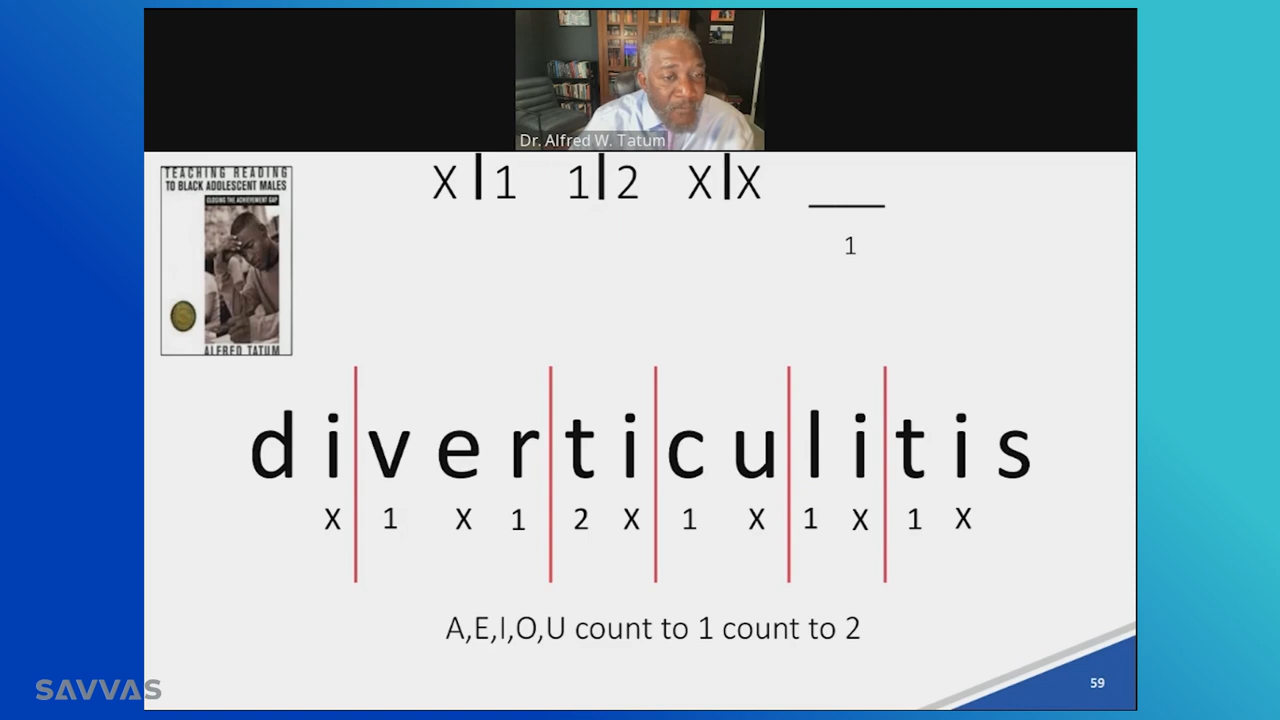 Dr. Alfred W. Tatum
TEACHING READING
TO BLACK ADOLESCENT MALES
CLOSING THE ACHIEVEMENT GAP
ALFRED TATUM
X|1 1|2 X|X ___
1
diverticulitis
X 1 X 1 2 X 1 X 1 X 1 X
A,E,I,O,U count to 1 count to 2
59
SAVVAS